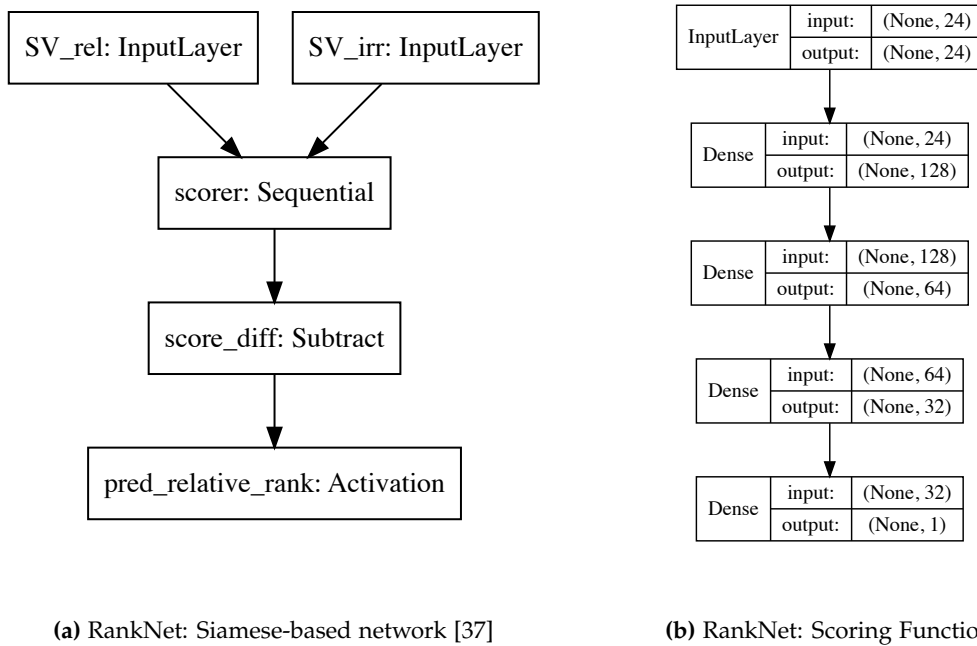 SV_rel: InputLayer
SV_irr: InputLayer
scorer: Sequential
score_diff: Subtract
pred_relative_rank: Activation
(a) RankNet: Siamese-based network [37]
InputLayer
input: (None, 24)
output: (None, 24)
Dense
input: (None, 24)
output: (None, 128)
Dense
input: (None, 128)
output: (None, 64)
Dense
input: (None, 64)
output: (None, 32)
Dense
input: (None, 32)
output: (None, 1)
(b) RankNet: Scoring Functio